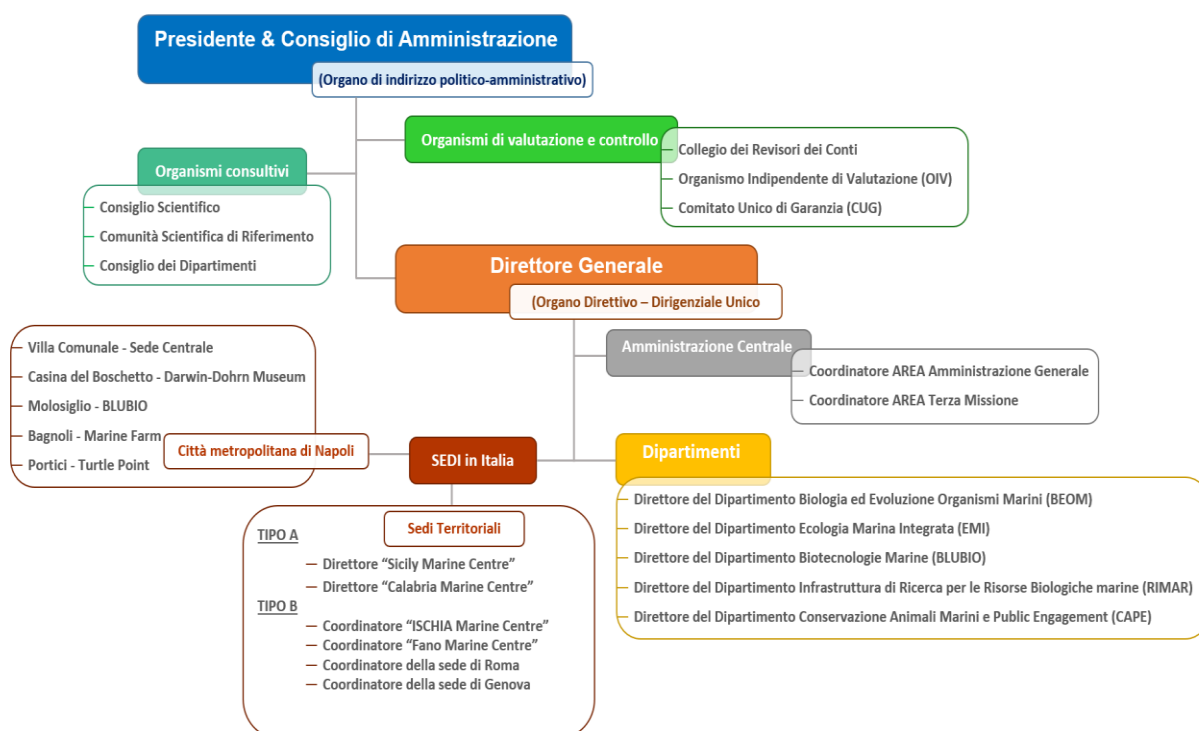 Presidente & Consiglio di Amministrazione
(Organo di indirizzo politico-amministrativo)
Organismi di valutazione e controllo
Collegio dei Revisori dei Conti
Organismo Indipendente di Valutazione (OIV)
Comitato Unico di Garanzia (CUG)
Organismi consultivi
Consiglio Scientifico
Comunità Scientifica di Riferimento
Consiglio dei Dipartimenti
Direttore Generale
(Organo Direttivo – Dirigenziale Unico
Amministrazione Centrale
Coordinatore AREA Amministrazione Generale
Coordinatore AREA Terza Missione
Villa Comunale - Sede Centrale
Casina del Boschetto - Darwin-Dohrn Museum
Molosiglio - BLUBIO
Bagnoli - Marine Farm
Portici - Turtle Point
Città metropolitana di Napoli
SEDI in Italia
Dipartimenti
Direttore del Dipartimento Biologia ed Evoluzione Organismi Marini (BEOM)
Direttore del Dipartimento Ecologia Marina Integrata (EMI)
Direttore del Dipartimento Biotecnologie Marine (BLUBIO)
Direttore del Dipartimento Infrastruttura di Ricerca per le Risorse Biologiche marine (RIMAR)
Direttore del Dipartimento Conservazione Animali Marini e Public Engagement (CAPE)
Sedi Territoriali
TIPO A
Direttore “Sicily Marine Centre”
Direttore “Calabria Marine Centre”
TIPO B
Coordinatore “ISCHIA Marine Centre”
Coordinatore “Fano Marine Centre”
Coordinatore della sede di Roma
Coordinatore della sede di Genova